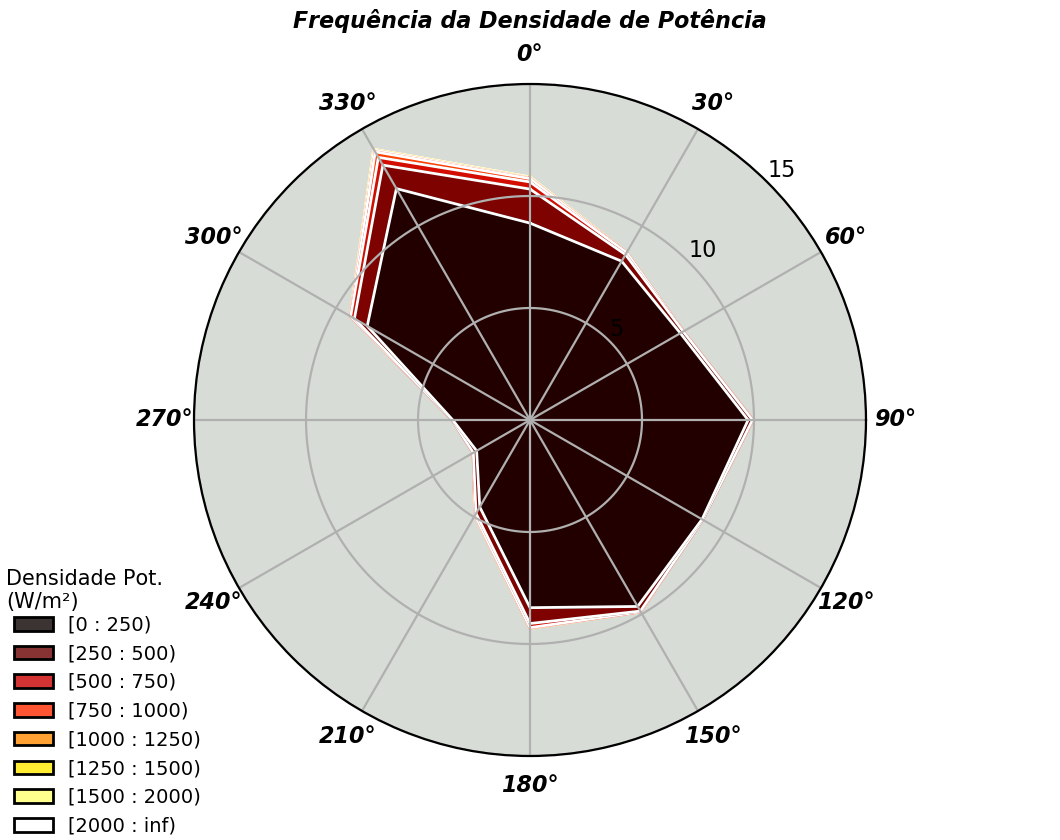 Frequência da Densidade de Potência
0°
330°
30°
15
300°
60°
10
5
270°
90°
240°
120°
210°
150°
180°
Densidade Pot.
(W/m²)
[0 : 250)
[250 : 500)
[500 : 750)
[750 : 1000)
[1000 : 1250)
[1250 : 1500)
[1500 : 2000)
[2000 : inf)